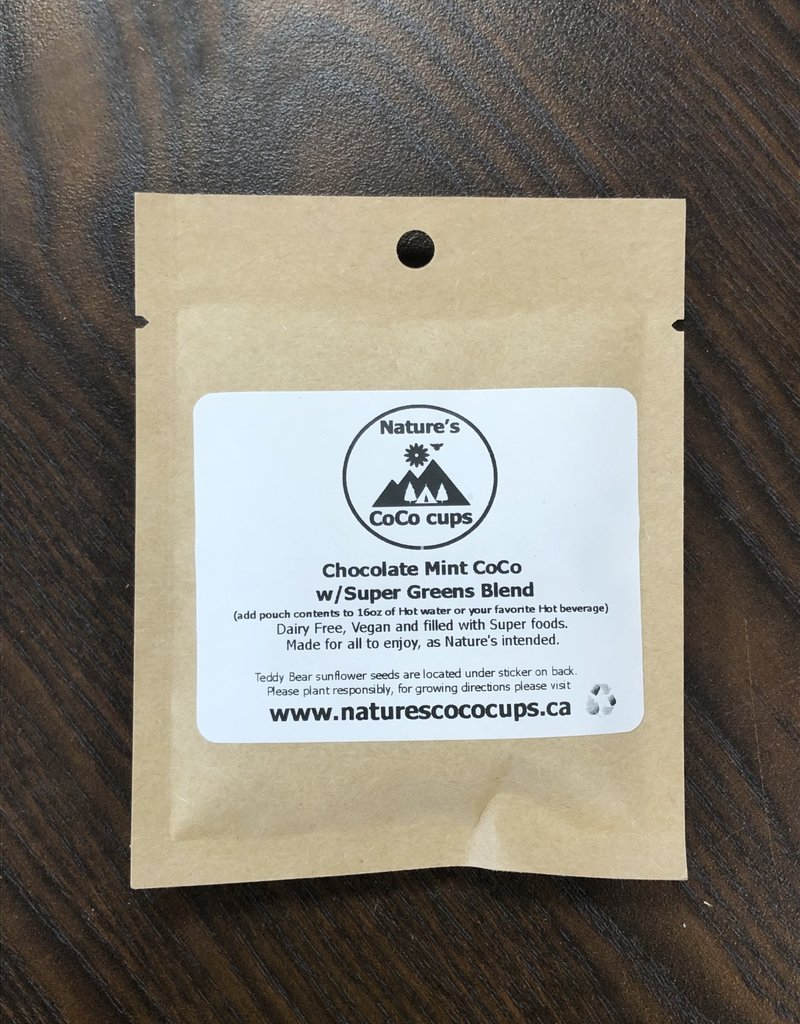 Nature's
CoCo cups
Chocolate Mint CoCo
w/Super Greens Blend
(add pouch contents to 16oz of Hot water or your favorite Hot beverage)
Dairy Free, Vegan and filled with Super foods.
Made for all to enjoy, as Nature's intended.
Teddy Bear sunflower seeds are located under sticker on back.
Please plant responsibly, for growing directions please visit
www.naturescococups.ca